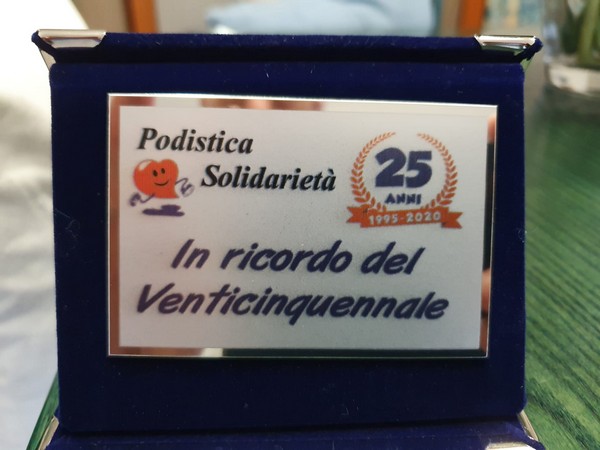 Podistica
Solidarietà
25
ANNI
1995-2020
In ricordo del
Venticinquennale